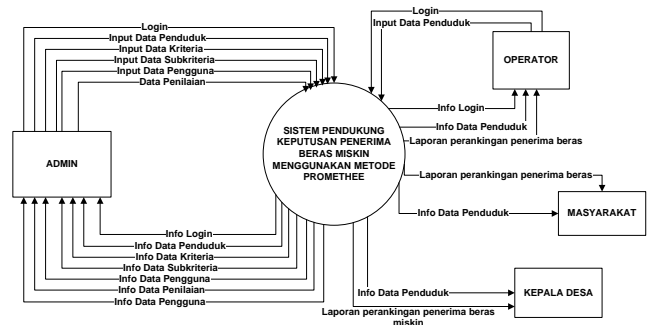 Login
Input Data Penduduk
Input Data Kriteria
Input Data Subkriteria
Input Data Pengguna
Data Penilaian
Login
Input Data Penduduk
OPERATOR
Info Login
Info Data Penduduk
Laporan perankingan penerima beras
SISTEM PENDUKUNG
KEPUTUSAN PENERIMA
BERAS MISKIN
MENGGUNAKAN METODE
PROMETHEE
ADMIN
Laporan perankingan penerima beras
Info Data Penduduk
MASYARAKAT
Info Login
Info Data Penduduk
Info Data Kriteria
Info Data Subkriteria
Info Data Pengguna
Info Data Penilaian
Info Data Pengguna
Info Data Penduduk
KEPALA DESA
Laporan perankingan penerima beras
miskin